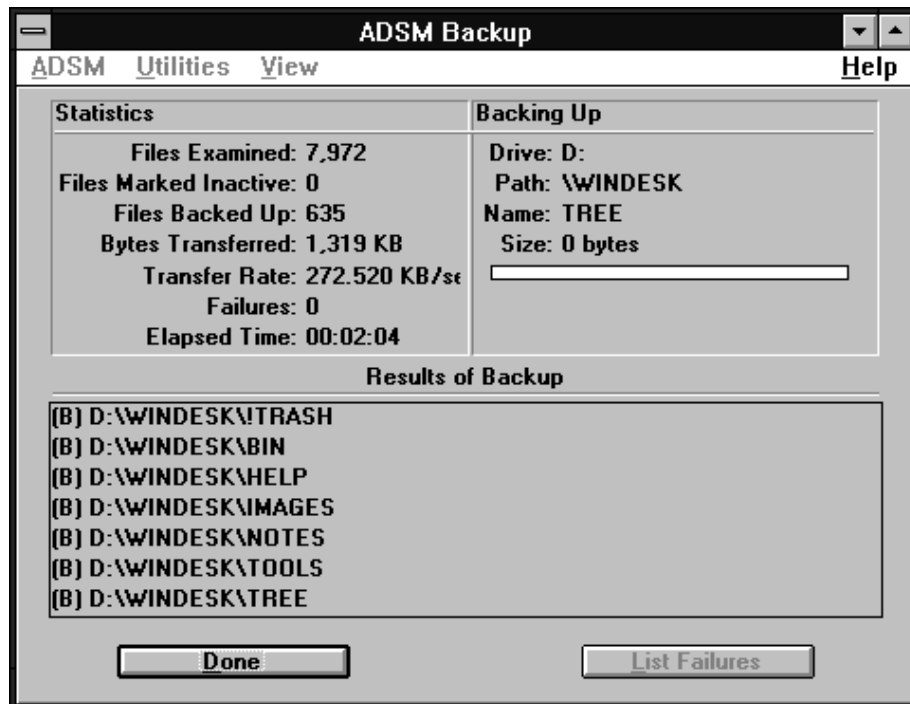 ADSM Backup
ADSM Utilities View Help
Statistics
Files Examined: 7,972
Files Marked Inactive: 0
Files Backed Up: 635
Bytes Transferred: 1,319 KB
Transfer Rate: 272.520 KB/se
Failures: 0
Elapsed Time: 00:02:04
Backing Up
Drive: D:
Path: \WINDESK
Name: TREE
Size: 0 bytes
Results of Backup
(B) D:\WINDESK\!TRASH
(B) D:\WINDESK\BIN
(B) D:\WINDESK\HELP
(B) D:\WINDESK\IMAGES
(B) D:\WINDESK\NOTES
(B) D:\WINDESK\TOOLS
(B) D:\WINDESK\TREE
Done
List Failures